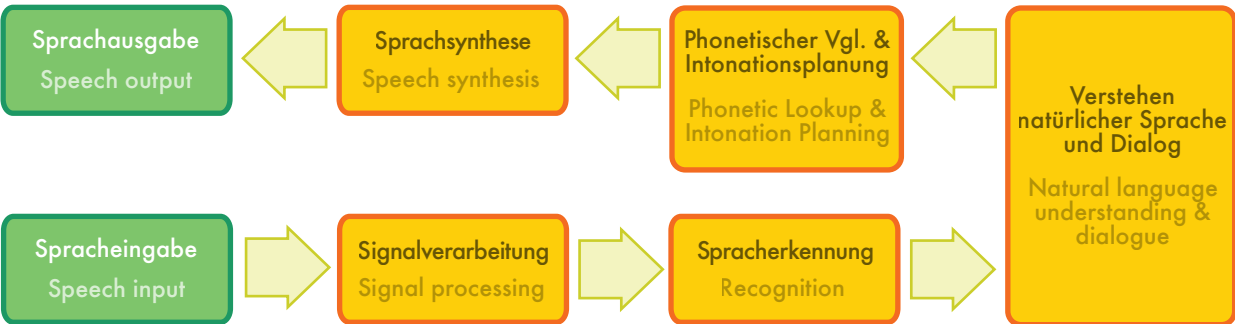 Sprachausgabe
Speech output
Sprachsynthese
Speech synthesis
Phonetischer Vgl. &
Intonationsplanung
Phonetic Lookup &
Intonation Planning
Verstehen
natürlicher Sprache
und Dialog
Natural language
understanding &
dialogue
Spracheingabe
Speech input
Signalverarbeitung
Signal processing
Spracherkennung
Recognition